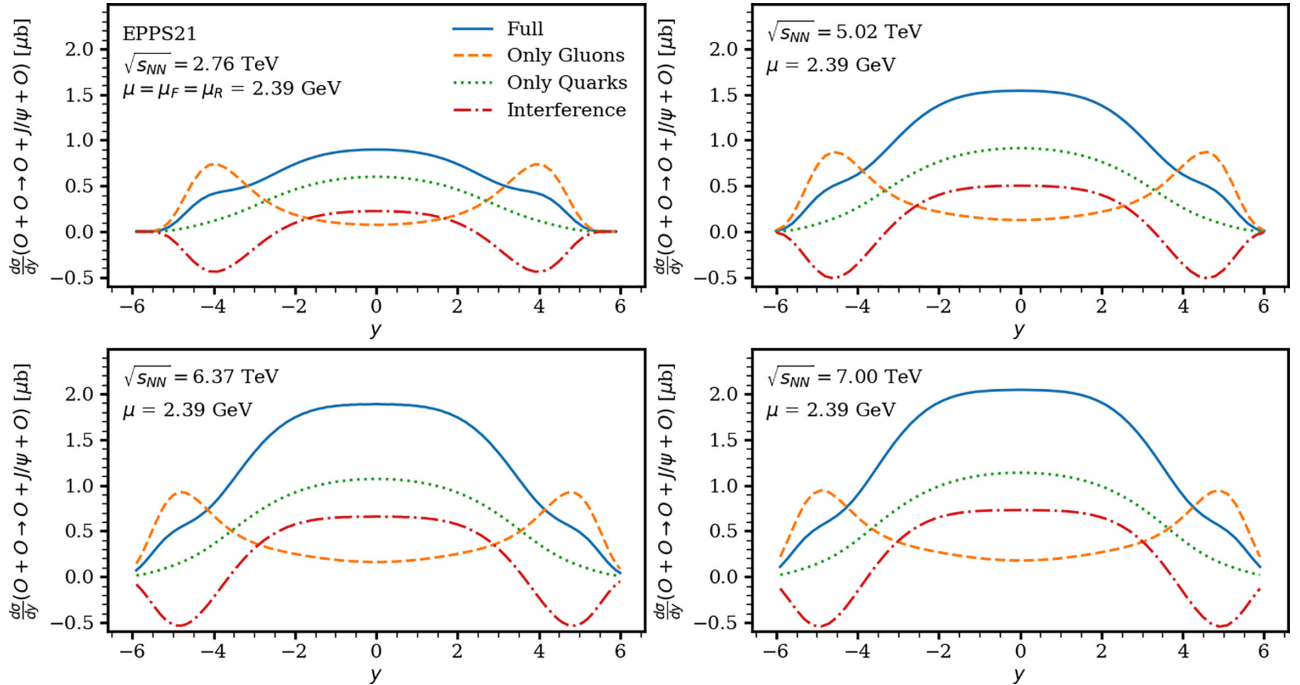 EPPS21
√s_NN = 2.76 TeV
μ = μ_F = μ_R = 2.39 GeV
Full
Only Gluons
Only Quarks
Interference
dσ/dy (O + O → O + J/ψ + O) [μb]
2.0
1.5
1.0
0.5
0.0
−0.5
−6 −4 −2 0 2 4 6
y
√s_NN = 5.02 TeV
μ = 2.39 GeV
dσ/dy (O + O → O + J/ψ + O) [μb]
2.0
1.5
1.0
0.5
0.0
−0.5
−6 −4 −2 0 2 4 6
y
√s_NN = 6.37 TeV
μ = 2.39 GeV
dσ/dy (O + O → O + J/ψ + O) [μb]
2.0
1.5
1.0
0.5
0.0
−0.5
−6 −4 −2 0 2 4 6
y
√s_NN = 7.00 TeV
μ = 2.39 GeV
dσ/dy (O + O → O + J/ψ + O) [μb]
2.0
1.5
1.0
0.5
0.0
−0.5
−6 −4 −2 0 2 4 6
y